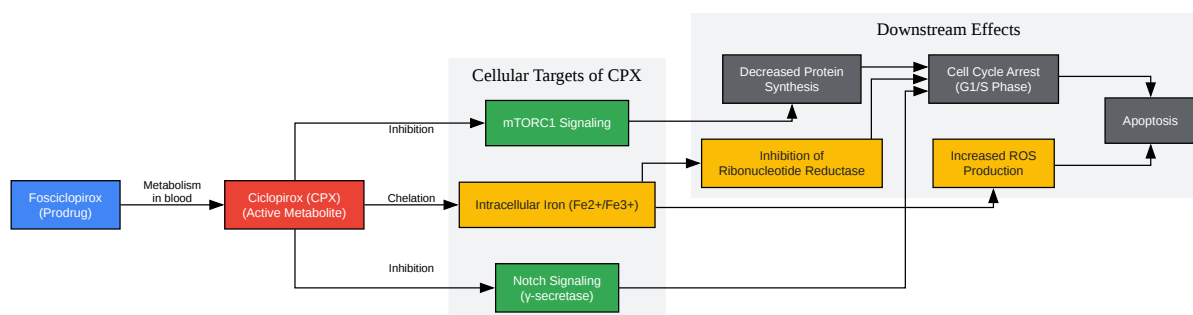 Downstream Effects
Cellular Targets of CPX
Decreased Protein
Synthesis
Cell Cycle Arrest
(G1/S Phase)
mTORC1 Signaling
Apoptosis
Inhibition
Inhibition of
Ribonucleotide Reductase
Increased ROS
Production
Fosciclopirox
(Prodrug)
Metabolism
in blood
Ciclopirox (CPX)
(Active Metabolite)
Chelation
Intracellular Iron (Fe2+/Fe3+)
Inhibition
Notch Signaling
(γ-secretase)